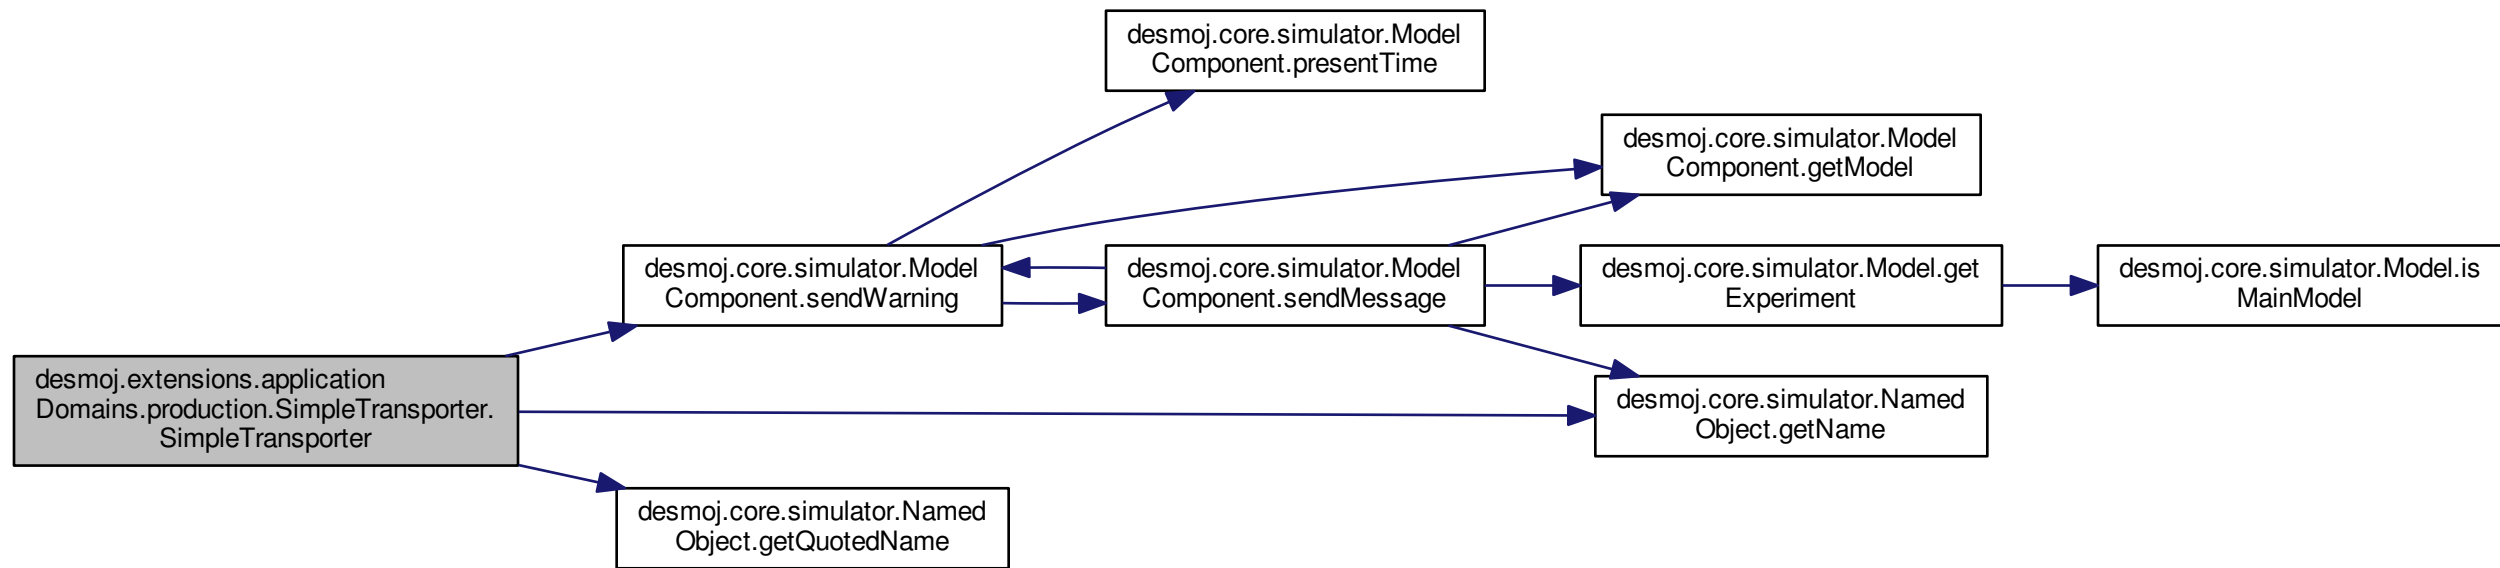 desmoj.core.simulator.Model
Component.presentTime
desmoj.core.simulator.Model
Component.getModel
desmoj.core.simulator.Model
Component.sendWarning
desmoj.core.simulator.Model
Component.sendMessage
desmoj.core.simulator.Model.get
Experiment
desmoj.core.simulator.Model.is
MainModel
desmoj.extensions.application
Domains.production.SimpleTransporter.
SimpleTransporter
desmoj.core.simulator.Named
Object.getName
desmoj.core.simulator.Named
Object.getQuotedName